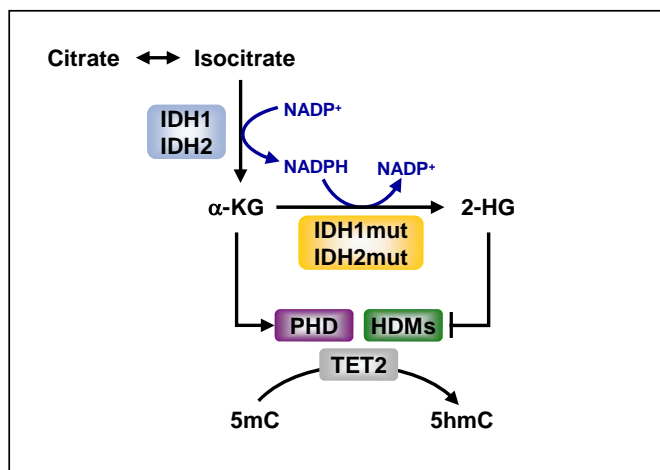 Citrate Isocitrate
IDH1
IDH2
NADP+
NADPH NADP+
α-KG 2-HG
IDH1mut
IDH2mut
PHD HDMs
TET2
5mC 5hmC